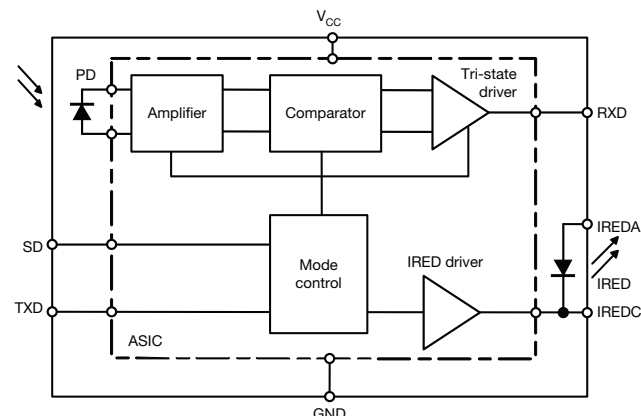 VCC
PD
Tri-state
driver
Amplifier
Comparator
RXD
IREDA
SD
Mode
control
IRED driver
IRED
TXD
IREDC
ASIC
GND